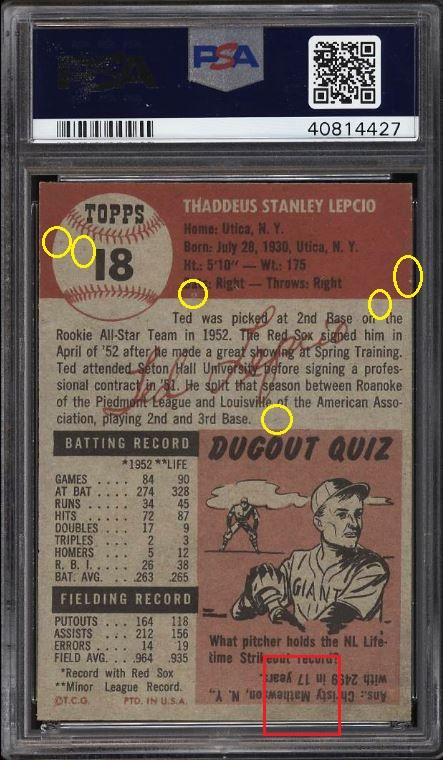 PSA
PSA
40814427
TOPPS
18
THADDEUS STANLEY LEPCIO
Home: Utica, N. Y.
Born: July 28, 1930, Utica, N. Y.
Ht.: 5'10" — Wt.: 175
Right — Throws: Right
Ted was picked at 2nd Base on the
Rookie All-Star Team in 1952. The Red Sox signed him in
April of '52 after he made a great showing at Spring Training.
Ted attended Seton Hall University before signing a profes-
sional contract in '51. He split that season between Roanoke
of the Piedmont League and Louisville of the American Asso-
ciation, playing 2nd and 3rd Base.
Ted Lepcio
BATTING RECORD
*1952 **LIFE
GAMES .... 84 90
AT BAT .... 274 328
RUNS .... 34 45
HITS .... 72 87
DOUBLES .... 17 9
TRIPLES .... 2 3
HOMERS .... 5 12
R. B. I. .... 26 38
BAT. AVG. .... .263 .265
FIELDING RECORD
PUTOUTS .... 164 118
ASSISTS .... 212 156
ERRORS .... 14 19
FIELD AVG. .964 .935
*Record with Red Sox
**Minor League Record.
©T.C.G. PTD. IN U.S.A.
DUGOUT QUIZ
GIANT
What pitcher holds the NL Life-
time Strikeout record?
Ans.: Christy Mathewson, N. Y.,
with 2499 in 17 years.